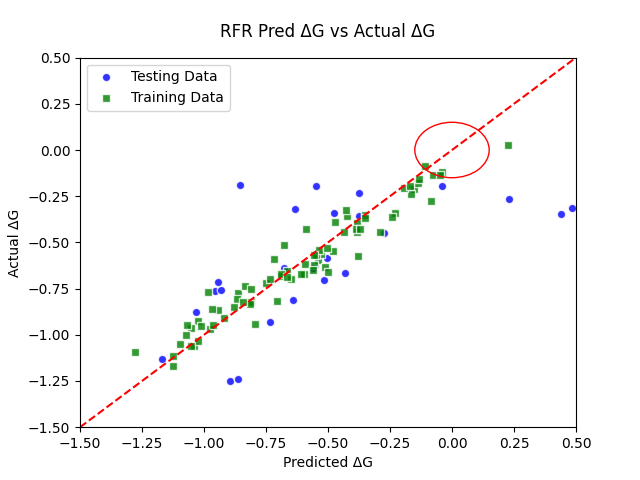 RFR Pred ΔG vs Actual ΔG
Testing Data
Training Data
0.50
0.25
0.00
−0.25
−0.50
−0.75
−1.00
−1.25
−1.50
Actual ΔG
−1.50 −1.25 −1.00 −0.75 −0.50 −0.25 0.00 0.25 0.50
Predicted ΔG